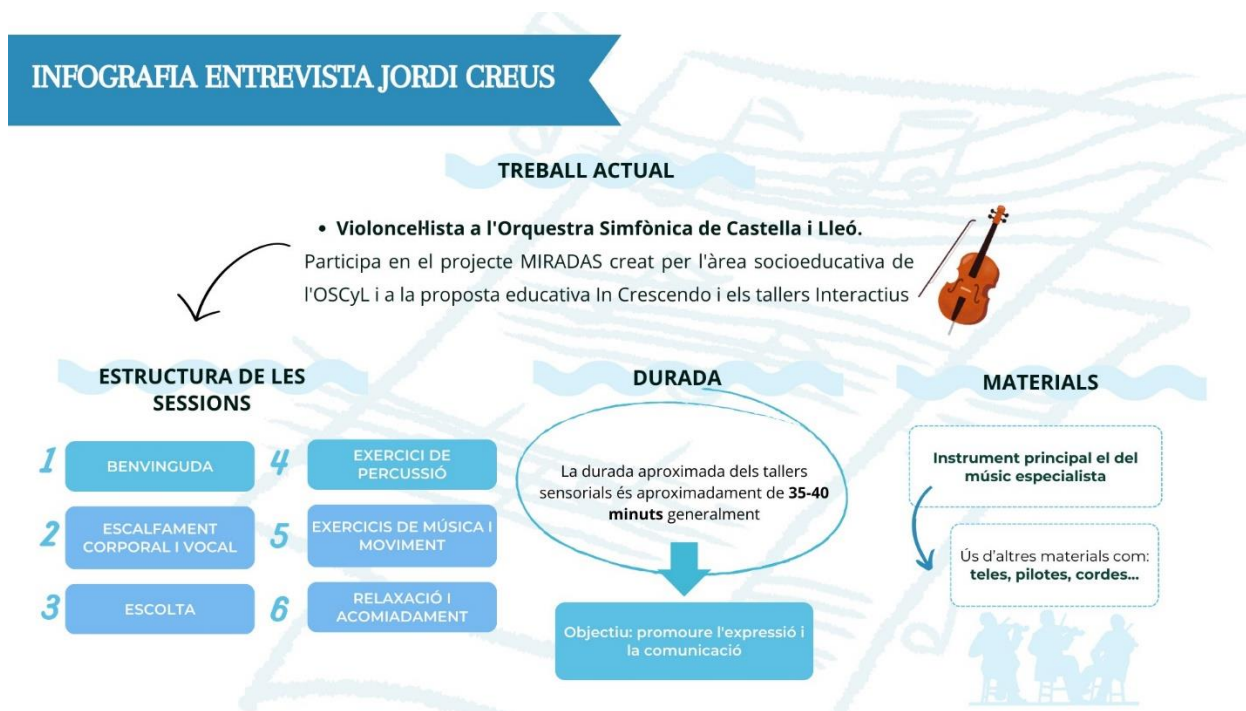 INFOGRAFIA ENTREVISTA JORDI CREUS
TREBALL ACTUAL
• Violoncel·lista a l'Orquestra Simfònica de Castella i Lleó.
Participa en el projecte MIRADAS creat per l'àrea socioeducativa de
l'OSCyL i a la proposta educativa In Crescendo i els tallers Interactius
ESTRUCTURA DE LES
SESSIONS
1 BENVINGUDA
2 ESCALFAMENT
CORPORAL I VOCAL
3 ESCOLTA
4 EXERCICI DE
PERCUSSIÓ
5 EXERCICIS DE MÚSICA I
MOVIMENT
6 RELAXACIÓ I
ACOMIADAMENT
DURADA
La durada aproximada dels tallers
sensorials és aproximadament de 35-40
minuts generalment
Objectiu: promoure l'expressió i
la comunicació
MATERIALS
Instrument principal el del
músic especialista
Ús d'altres materials com:
teles, pilotes, cordes...